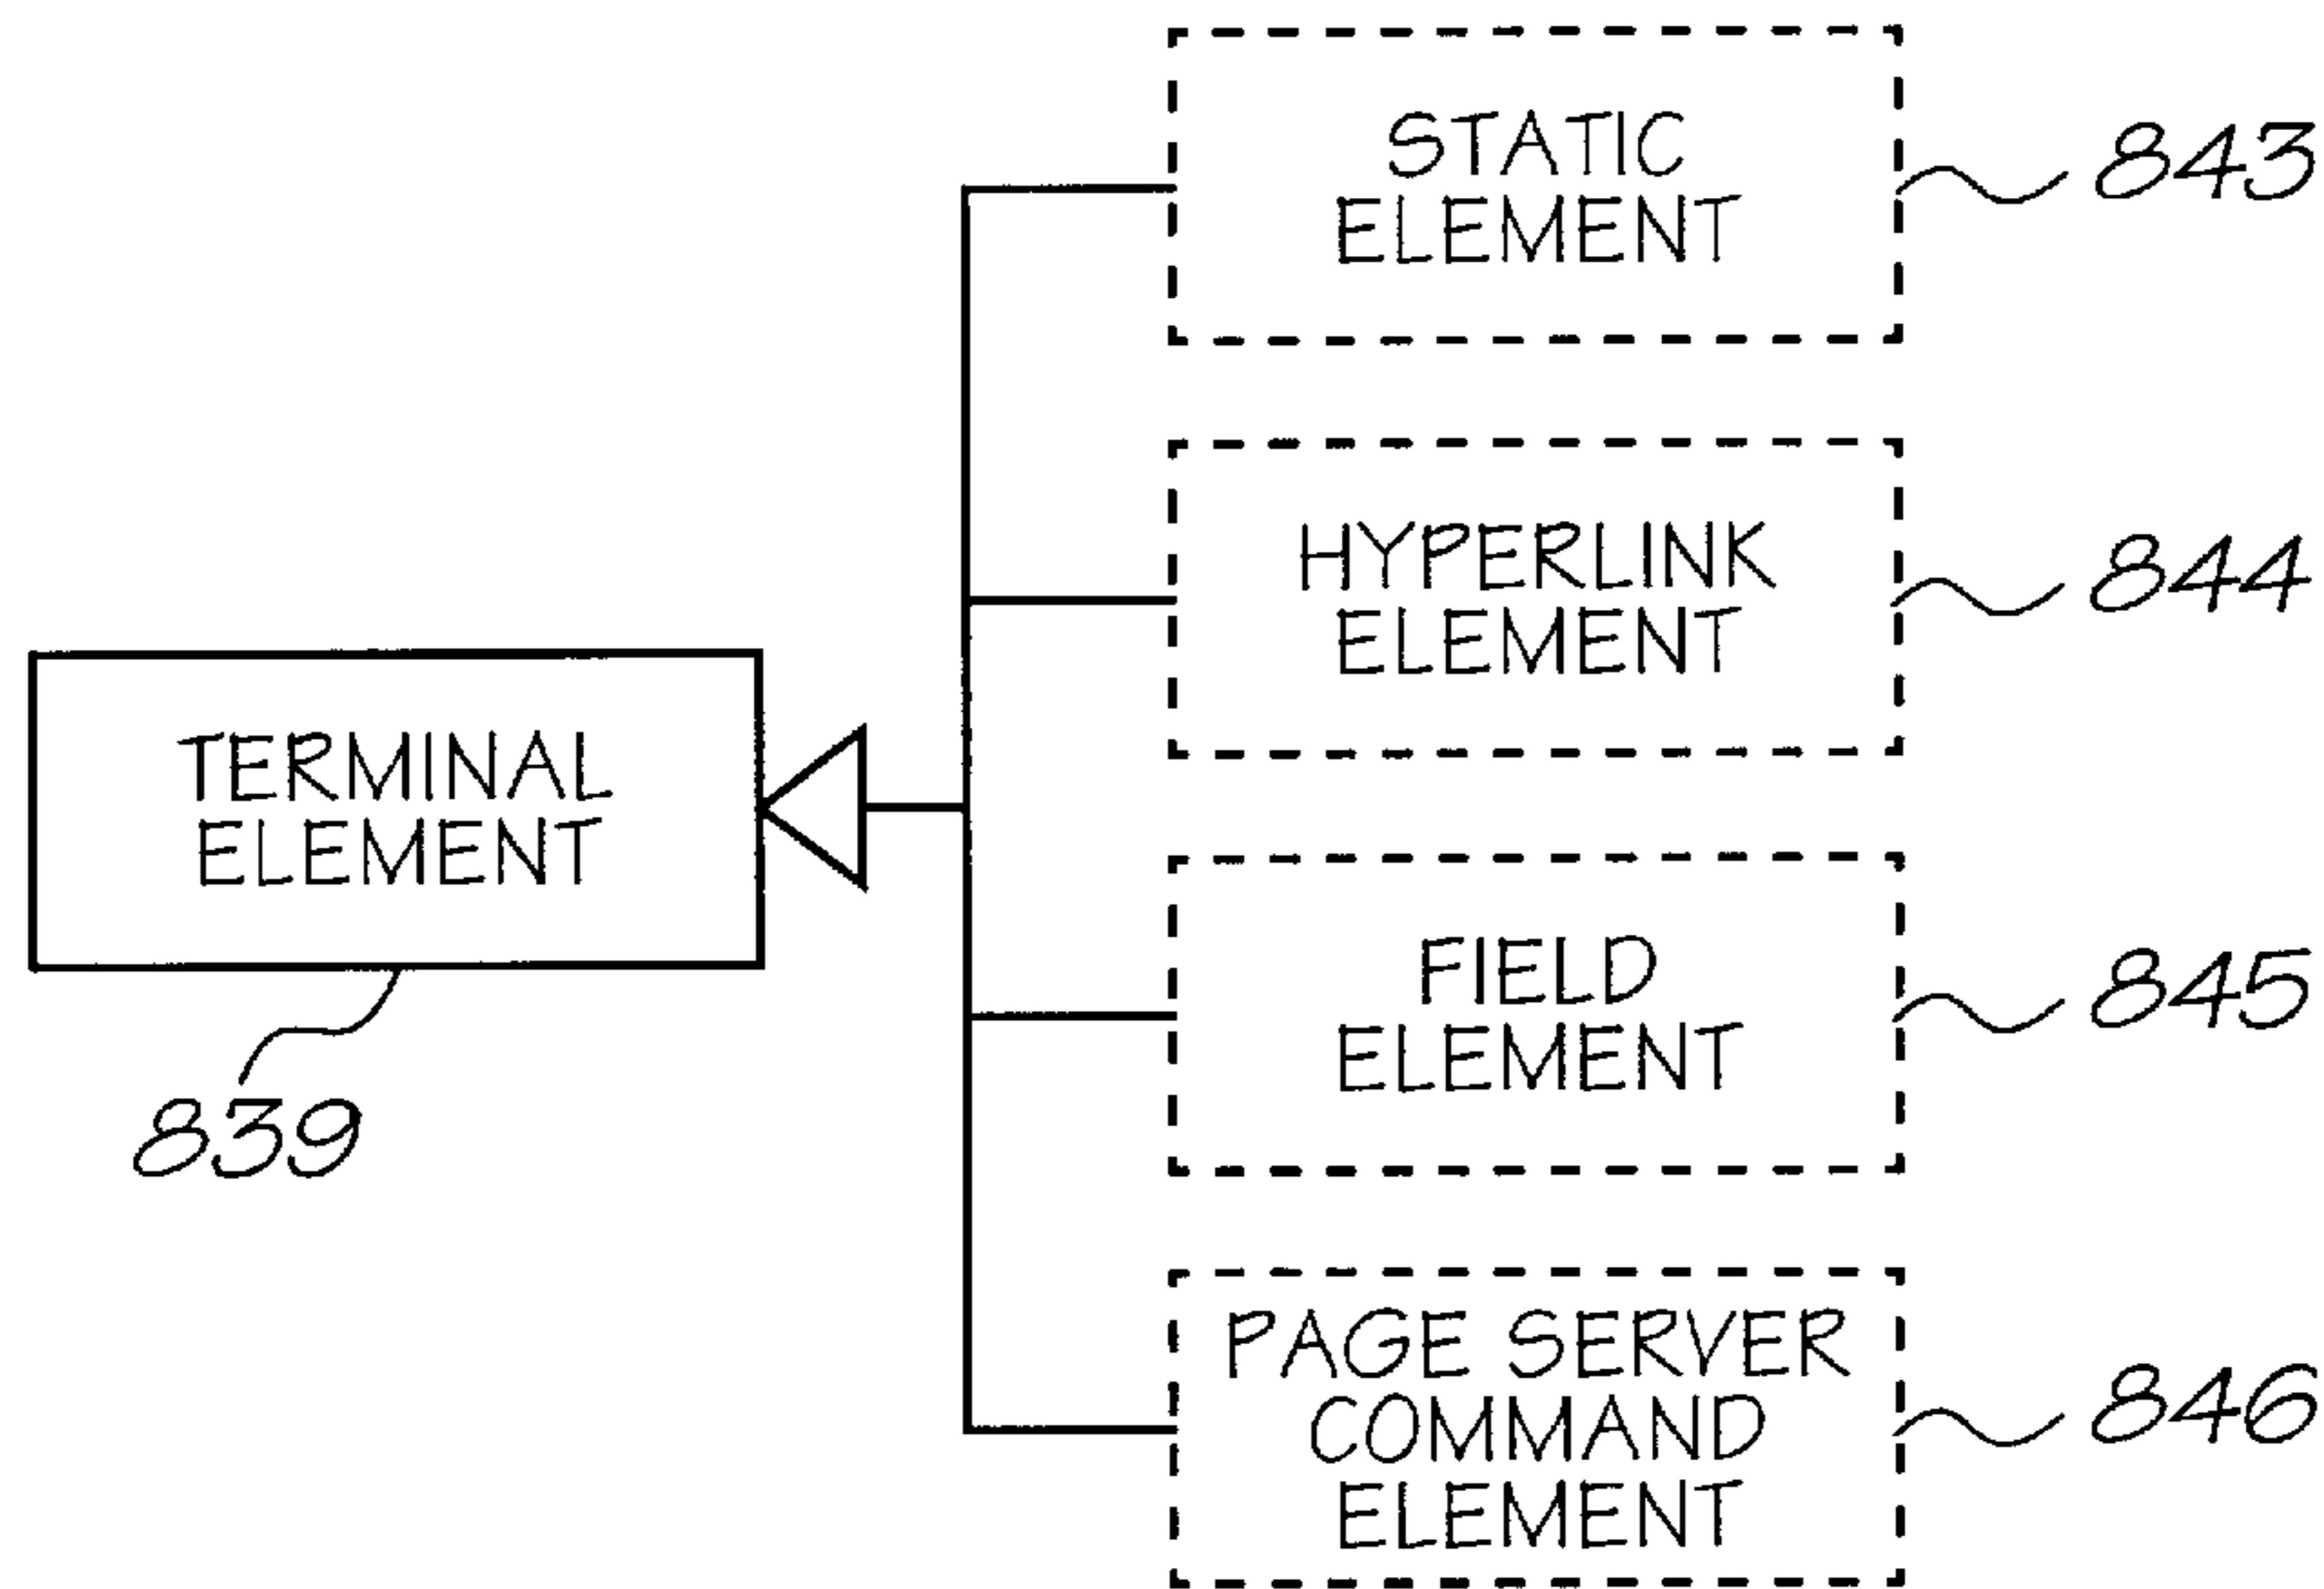 STATIC
ELEMENT
843
HYPERLINK
ELEMENT
844
TERMINAL
ELEMENT
839
FIELD
ELEMENT
845
PAGE SERVER
COMMAND
ELEMENT
846